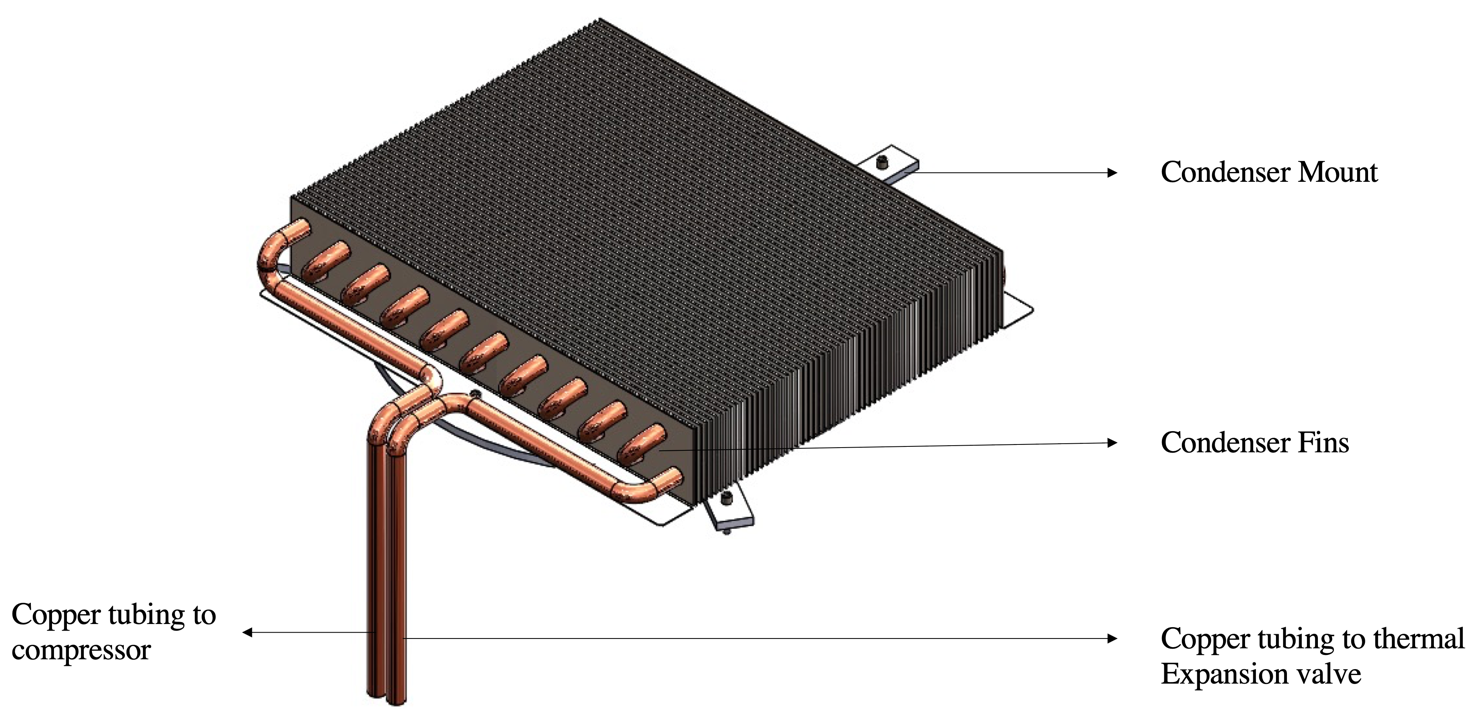 Condenser Mount
Condenser Fins
Copper tubing to
compressor
Copper tubing to thermal
Expansion valve